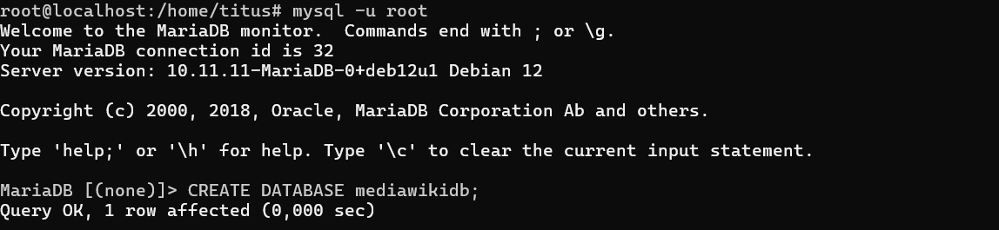 root@localhost:/home/titus# mysql -u root
Welcome to the MariaDB monitor.  Commands end with ; or \g.
Your MariaDB connection id is 32
Server version: 10.11.11-MariaDB-0+deb12u1 Debian 12

Copyright (c) 2000, 2018, Oracle, MariaDB Corporation Ab and others.

Type 'help;' or '\h' for help. Type '\c' to clear the current input statement.

MariaDB [(none)]> CREATE DATABASE mediawikidb;
Query OK, 1 row affected (0,000 sec)